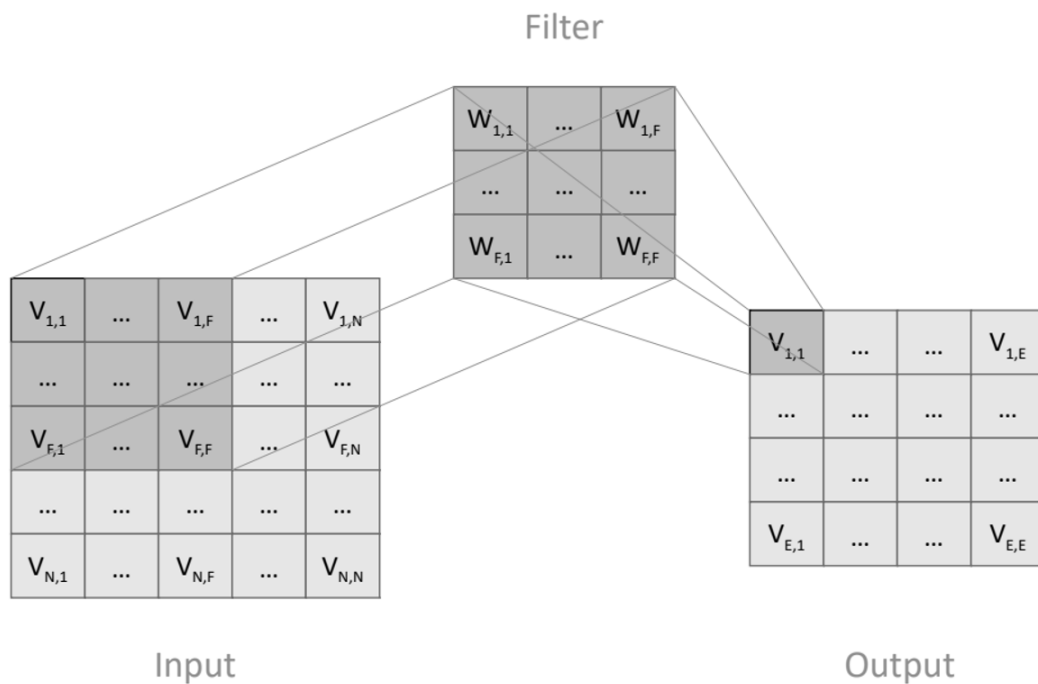 Filter
W1,1 ... W1,F
... ... ...
WF,1 ... WF,F
V1,1 ... V1,F ... V1,N
... ... ... ... ...
VF,1 ... VF,F ... VF,N
... ... ... ... ...
VN,1 ... VN,F ... VN,N
V1,1 ... ... V1,E
... ... ... ...
... ... ... ...
VE,1 ... ... VE,E
Input
Output